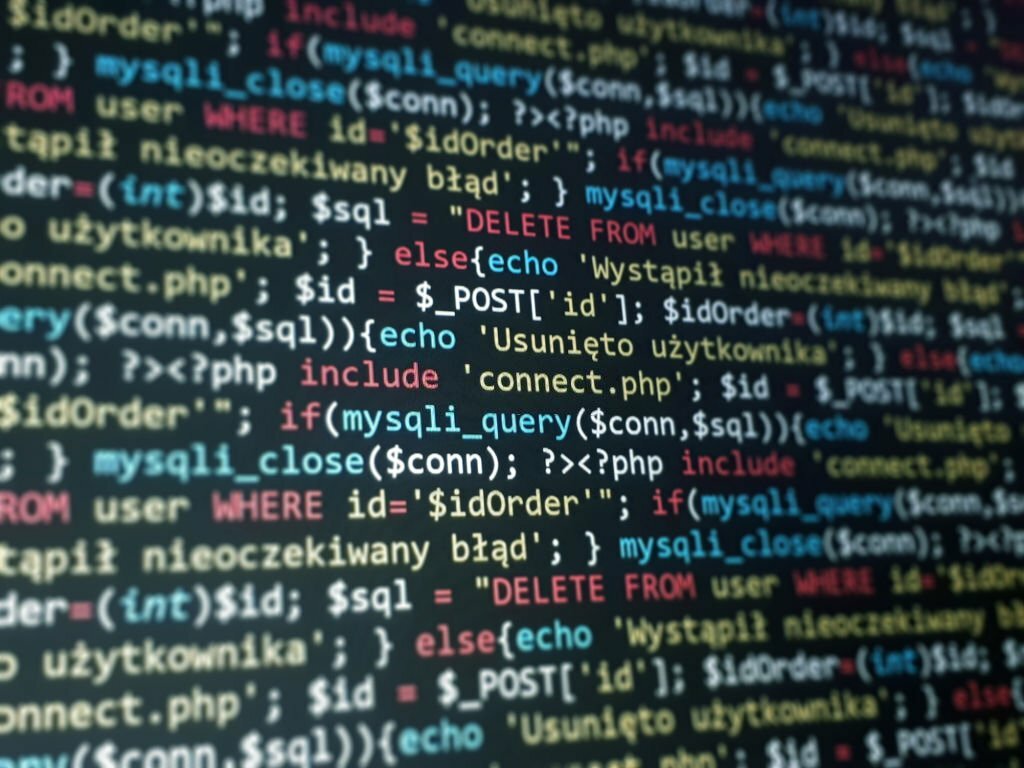 $idOrder'"; php include 'connect.php'; $id
; } if(mysqli_query($conn,$sql)){echo 'Usunięto użytkownika'; } else{echo
mysqli_close($conn); ?><?php include 'connect.php'; $id = $_POST['id'];
ROM user WHERE id='$idOrder'"; if(mysqli_query($conn,$sql)){echo 'Usunięto
tąpił nieoczekiwany błąd'; } mysqli_close($conn); ?><?php
der=(int)$id; $sql = "DELETE FROM user WHERE id='$idOrder'"
o użytkownika'; } else{echo 'Wystąpił nieoczekiwany błąd';
onnect.php'; $id = $_POST['id']; $idOrder=(int)$id; $sql =
ery($conn,$sql)){echo 'Usunięto użytkownika'; } else{echo
nn); ?><?php include 'connect.php'; $id = $_POST['id'];
$idOrder'"; if(mysqli_query($conn,$sql)){echo 'Usunięto
; } mysqli_close($conn); ?><?php include 'connect.php';
ROM user WHERE id='$idOrder'"; if(mysqli_query($conn,$s
tąpił nieoczekiwany błąd'; } mysqli_close($conn); ?><?p
der=(int)$id; $sql = "DELETE FROM user WHERE id='$idOr
o użytkownika'; } else{echo 'Wystąpił nieoczekiwany bł
onnect.php'; $id = $_POST['id']; $idOrder=(int)$id; $s
ery($conn,$sql)){echo 'Usunięto użytkownika'; } else{
$id = $_POST['id'